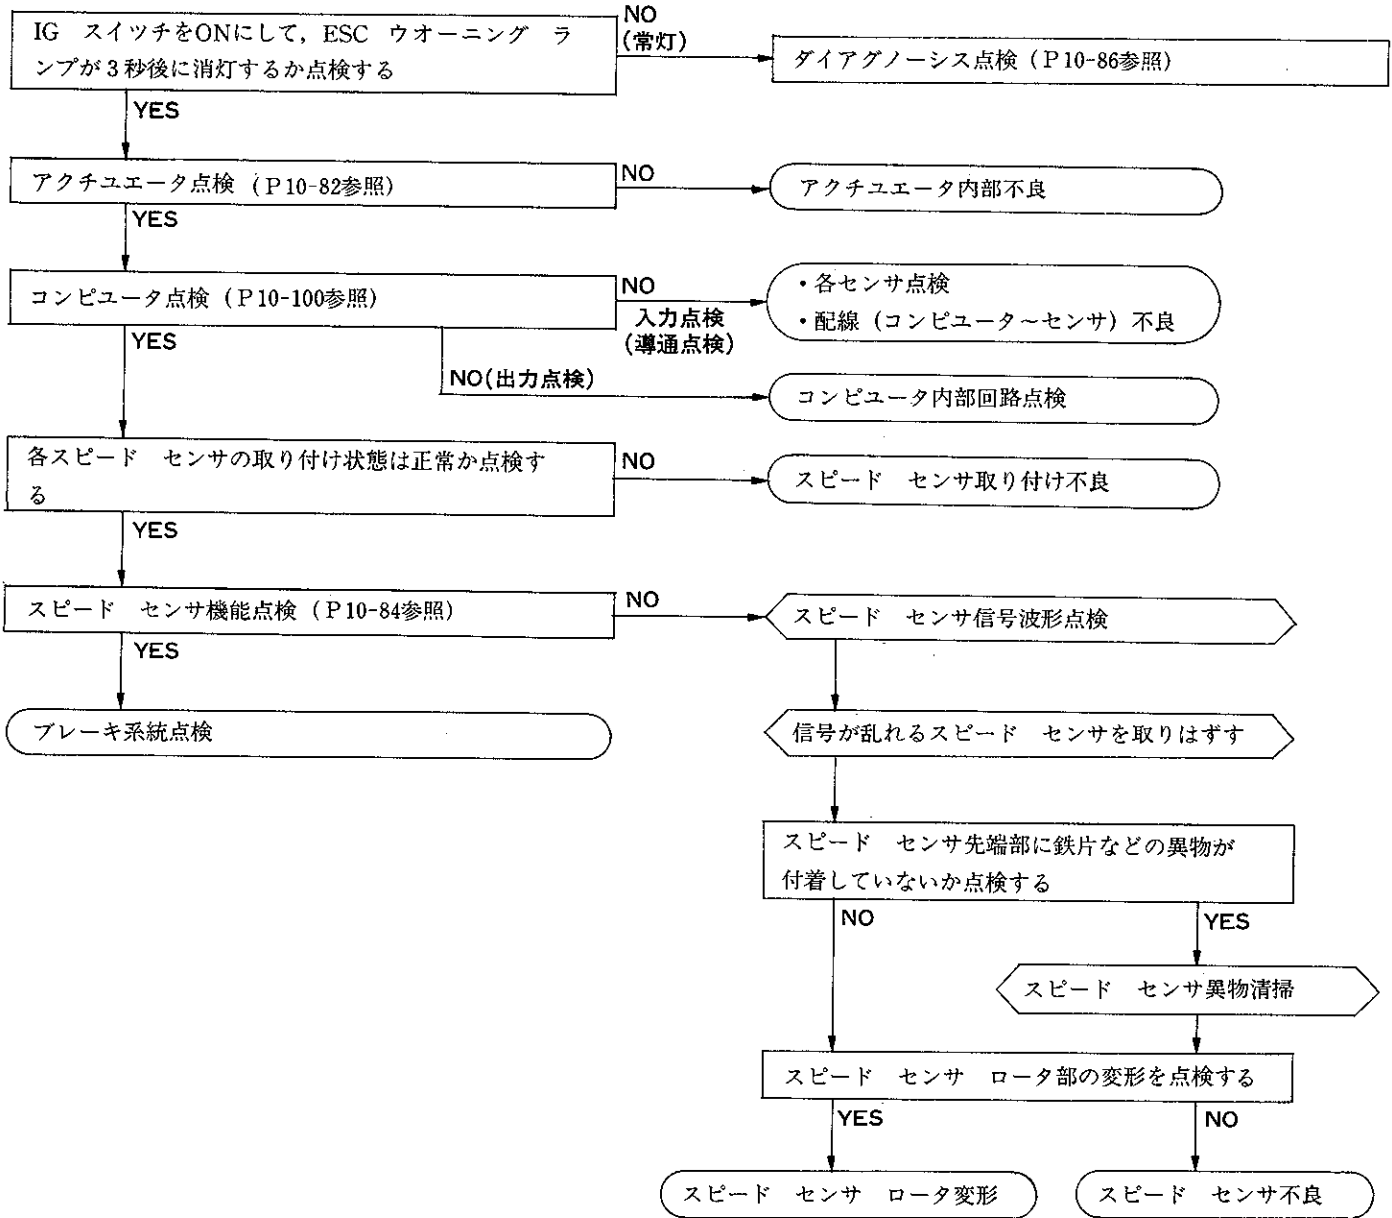 IG スイッチをONにして，ESC ウオーニング ラ
ンプが3秒後に消灯するか点検する
NO
(常灯)
ダイアグノーシス点検（P10-86参照）
YES
アクチユエータ点検（P10-82参照）
NO
アクチユエータ内部不良
YES
コンピユータ点検（P10-100参照）
NO
入力点検
(導通点検)
・各センサ点検
・配線（コンピユータ～センサ）不良
YES
NO(出力点検)
コンピユータ内部回路点検
各スピード センサの取り付け状態は正常か点検す
る
NO
スピード センサ取り付け不良
YES
スピード センサ機能点検（P10-84参照）
NO
スピード センサ信号波形点検
YES
ブレーキ系統点検
信号が乱れるスピード センサを取りはずす
スピード センサ先端部に鉄片などの異物が
付着していないか点検する
NO
YES
スピード センサ異物清掃
スピード センサ ロータ部の変形を点検する
YES
NO
スピード センサ ロータ変形
スピード センサ不良